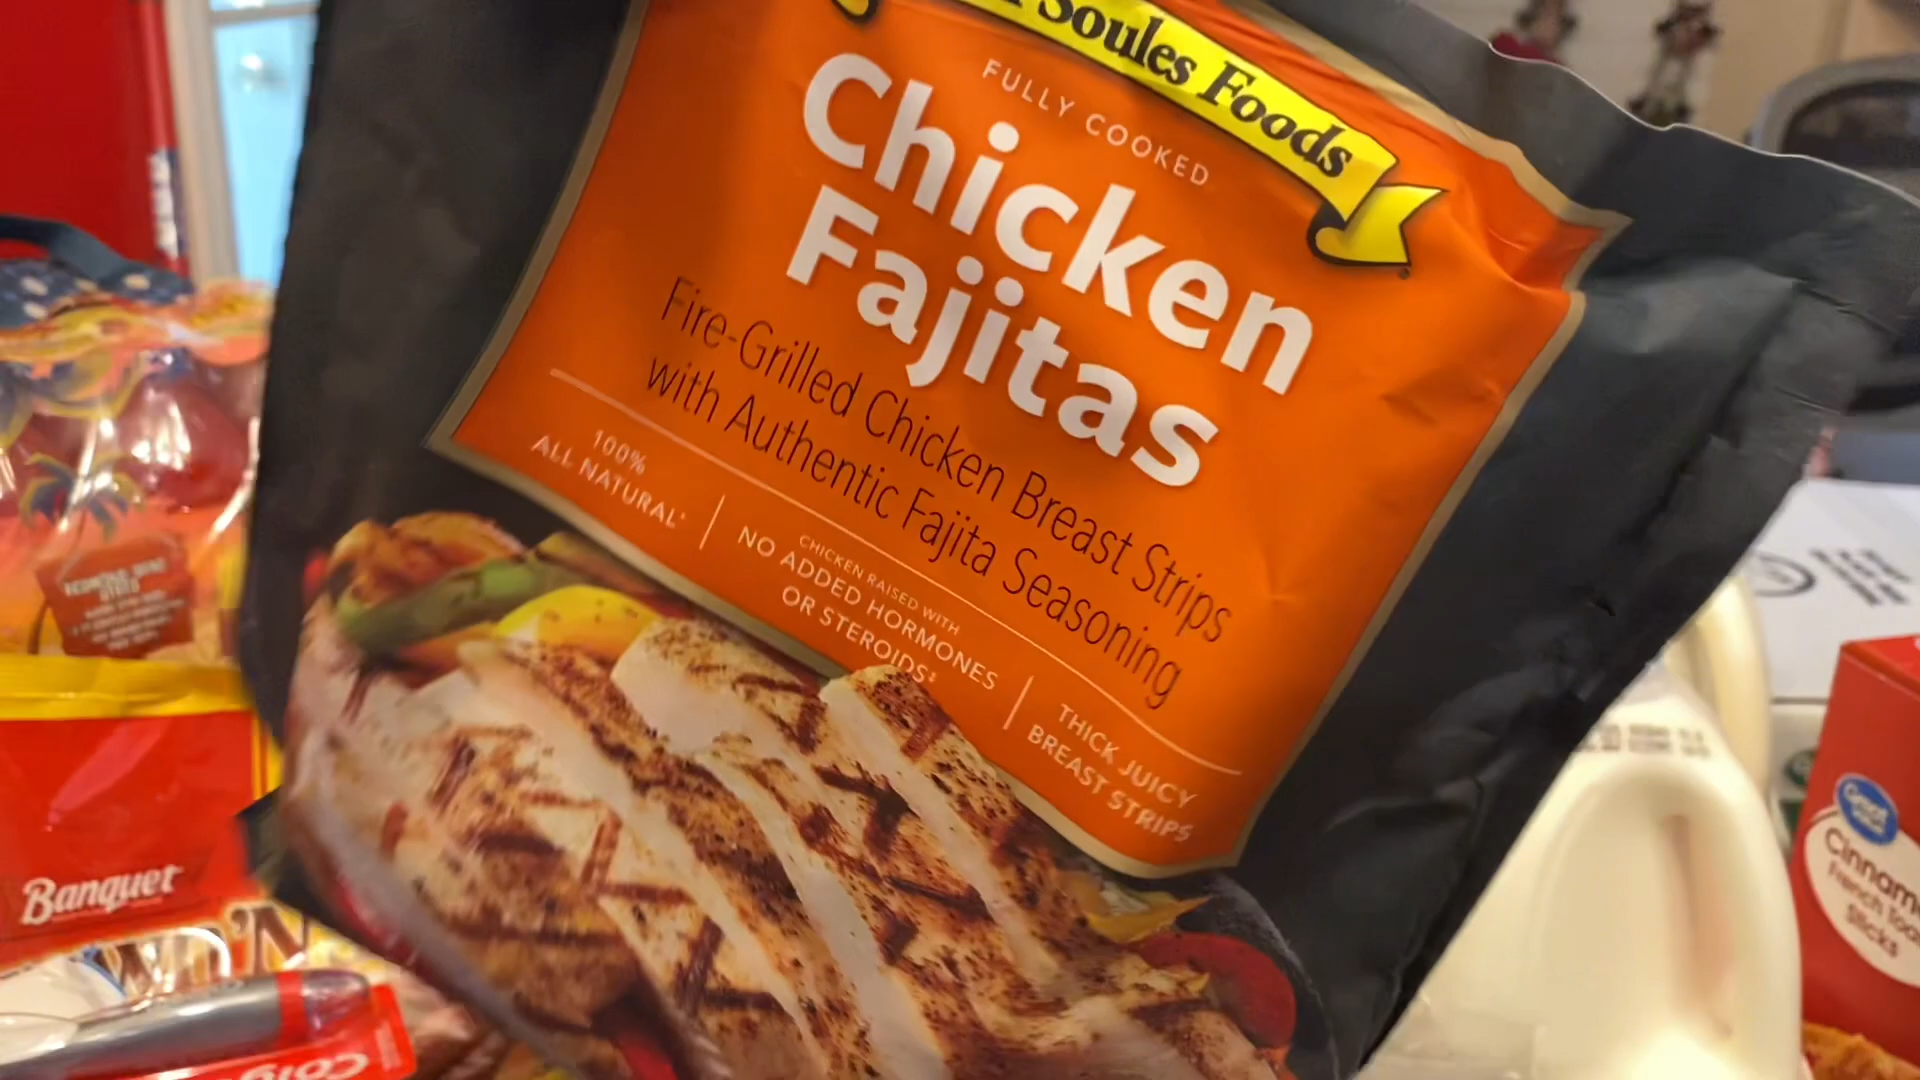 Soules Foods
FULLY COOKED
Chicken
Fajitas
Fire-Grilled Chicken Breast Strips
with Authentic Fajita Seasoning
100%
ALL NATURAL*
CHICKEN RAISED WITH
NO ADDED HORMONES
OR STEROIDS‡
THICK JUICY
BREAST STRIPS
Banquet
Great
Cinnam
French Toa
Sticks
Colg